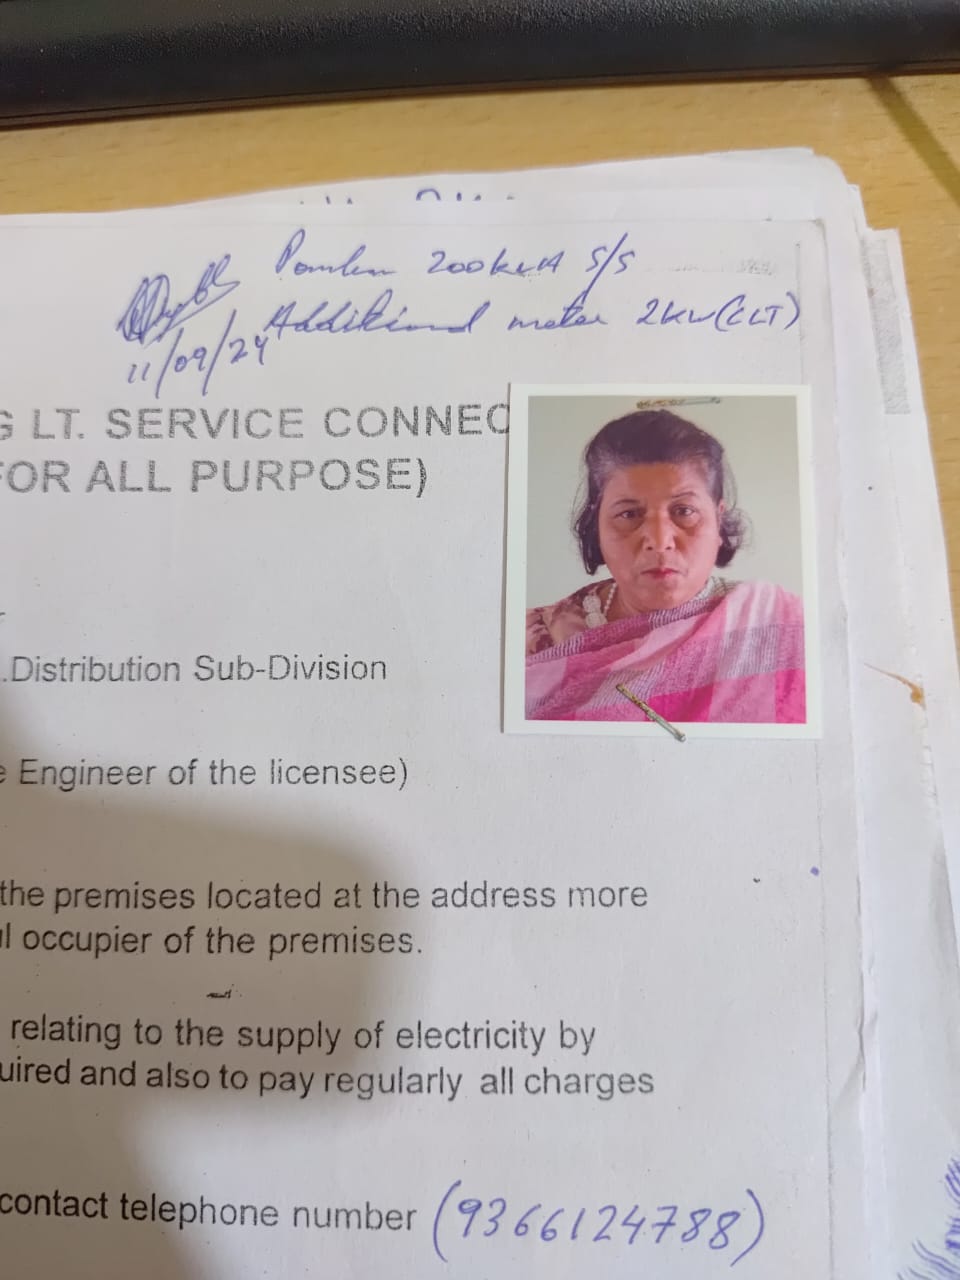 200kvA S/S
Additional meter 2kw(CLT)
11/09/24
G LT. SERVICE CONNEC
FOR ALL PURPOSE)
.Distribution Sub-Division
e Engineer of the licensee)
the premises located at the address more
ul occupier of the premises.
relating to the supply of electricity by
uired and also to pay regularly all charges
contact telephone number (9366124788)